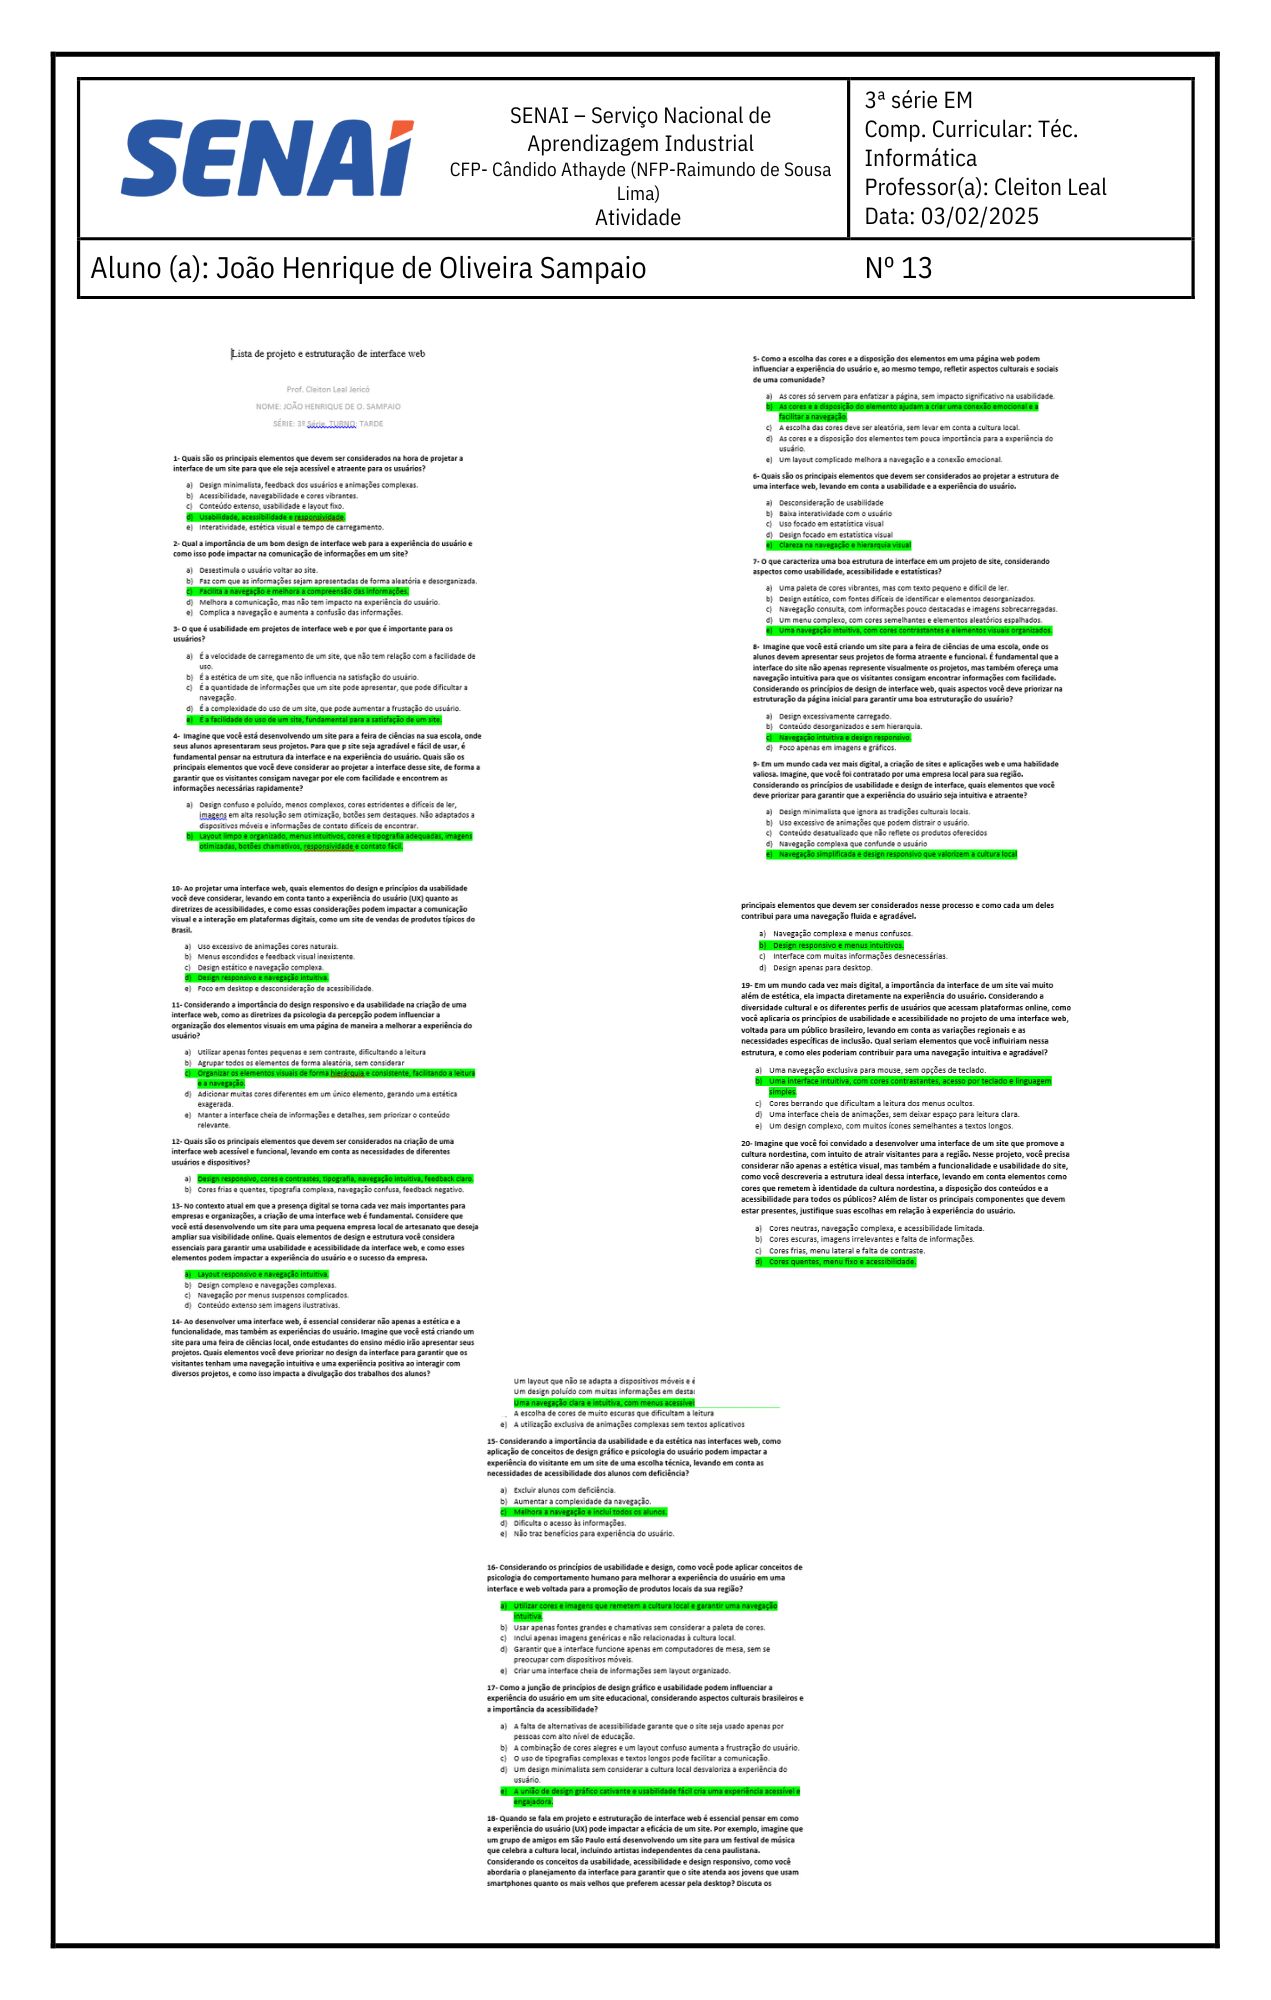 SENAI
SENAI – Serviço Nacional de
Aprendizagem Industrial
CFP- Cândido Athayde (NFP-Raimundo de Sousa
Lima)
Atividade
3ª série EM
Comp. Curricular: Téc.
Informática
Professor(a): Cleiton Leal
Data: 03/02/2025
Aluno (a): João Henrique de Oliveira Sampaio
Nº 13
Lista de projeto e estruturação de interface web
Prof. Cleiton Leal Jericó
NOME: JOÃO HENRIQUE DE O. SAMPAIO
SÉRIE: 3ª Série TURNO: TARDE
1- Quais são os principais elementos que devem ser considerados na hora de projetar a
interface de um site para que ele seja acessível e atraente para os usuários?
a) Design minimalista, feedback dos usuários e animações complexas.
b) Acessibilidade, navegabilidade e cores vibrantes.
c) Conteúdo extenso, usabilidade e layout fixo.
d) Usabilidade, acessibilidade e responsividade.
e) Interatividade, estética visual e tempo de carregamento.
2- Qual a importância de um bom design de interface web para a experiência do usuário e
como isso pode impactar na comunicação de informações em um site?
a) Desestimula o usuário voltar ao site.
b) Faz com que as informações sejam apresentadas de forma aleatória e desorganizada.
c) Facilita a navegação e melhora a compreensão das informações.
d) Melhora a comunicação, mas não tem impacto na experiência do usuário.
e) Complica a navegação e aumenta a confusão das informações.
3- O que é usabilidade em projetos de interface web e por que é importante para os
usuários?
a) É a velocidade de carregamento de um site, que não tem relação com a facilidade de
uso.
b) É a estética de um site, que não influencia na satisfação do usuário.
c) É a quantidade de informações que um site pode apresentar, que pode dificultar a
navegação.
d) É a complexidade do uso de um site, que pode aumentar a frustação do usuário.
e) É a facilidade do uso de um site, fundamental para a satisfação de um site.
4- Imagine que você está desenvolvendo um site para a feira de ciências na sua escola, onde
seus alunos apresentaram seus projetos. Para que p site seja agradável e fácil de usar, é
fundamental pensar na estrutura da interface e na experiência do usuário. Quais são os
principais elementos que você deve considerar ao projetar a interface desse site, de forma a
garantir que os visitantes consigam navegar por ele com facilidade e encontrem as
informações necessárias rapidamente?
a) Design confuso e poluído, menos complexos, cores estridentes e difíceis de ler,
imagens em alta resolução sem otimização, botões sem destaques. Não adaptados a
dispositivos móveis e informações de contato difíceis de encontrar.
b) Layout limpo e organizado, menus intuitivos, cores e tipografia adequadas, imagens
otimizadas, botões chamativos, responsividade e contato fácil.
5- Como a escolha das cores e a disposição dos elementos em uma página web podem
influenciar a experiência do usuário e, ao mesmo tempo, refletir aspectos culturais e sociais
de uma comunidade?
a) As cores só servem para enfatizar a página, sem impacto significativo na usabilidade.
b) As cores e a disposição do elemento ajudam a criar uma conexão emocional e a
facilitar a navegação.
c) A escolha das cores deve ser aleatória, sem levar em conta a cultura local.
d) As cores e a disposição dos elementos tem pouca importância para a experiência do
usuário.
e) Um layout complicado melhora a navegação e a conexão emocional.
6- Quais são os principais elementos que devem ser considerados ao projetar a estrutura de
uma interface web, levando em conta a usabilidade e a experiência do usuário.
a) Desconsideração de usabilidade
b) Baixa interatividade com o usuário
c) Uso focado em estatística visual
d) Design focado em estatística visual
e) Clareza na navegação e hierarquia visual
7- O que caracteriza uma boa estrutura de interface em um projeto de site, considerando
aspectos como usabilidade, acessibilidade e estatísticas?
a) Uma paleta de cores vibrantes, mas com texto pequeno e difícil de ler.
b) Design estático, com fontes difíceis de identificar e elementos desorganizados.
c) Navegação consulta, com informações pouco destacadas e imagens sobrecarregadas.
d) Um menu complexo, com cores semelhantes e elementos aleatórios espalhados.
e) Uma navegação intuitiva, com cores contrastantes e elementos visuais organizados.
8- Imagine que você está criando um site para a feira de ciências de uma escola, onde os
alunos devem apresentar seus projetos de forma atraente e funcional. É fundamental que a
interface do site não apenas represente visualmente os projetos, mas também ofereça uma
navegação intuitiva para que os visitantes consigam encontrar informações com facilidade.
Considerando os princípios de design de interface web, quais aspectos você deve priorizar na
estruturação da página inicial para garantir uma boa estruturação do usuário?
a) Design excessivamente carregado.
b) Conteúdo desorganizados e sem hierarquia.
c) Navegação intuitiva e design responsivo.
d) Foco apenas em imagens e gráficos.
9- Em um mundo cada vez mais digital, a criação de sites e aplicações web e uma habilidade
valiosa. Imagine, que você foi contratado por uma empresa local para sua região.
Considerando os princípios de usabilidade e design de interface, quais elementos que você
deve priorizar para garantir que a experiência do usuário seja intuitiva e atraente?
a) Design minimalista que ignora as tradições culturais locais.
b) Uso excessivo de animações que podem distrair o usuário.
c) Conteúdo desatualizado que não reflete os produtos oferecidos
d) Navegação complexa que confunde o usuário
e) Navegação simplificada e design responsivo que valorizem a cultura local
10- Ao projetar uma interface web, quais elementos do design e princípios da usabilidade
você deve considerar, levando em conta tanto a experiência do usuário (UX) quanto as
diretrizes de acessibilidades, e como essas considerações podem impactar a comunicação
visual e a interação em plataformas digitais, como um site de vendas de produtos típicos do
Brasil.
a) Uso excessivo de animações cores naturais.
b) Menus escondidos e feedback visual inexistente.
c) Design estático e navegação complexa.
d) Design responsivo e navegação intuitiva.
e) Foco em desktop e desconsideração de acessibilidade.
11- Considerando a importância do design responsivo e da usabilidade na criação de uma
interface web, como as diretrizes da psicologia da percepção podem influenciar a
organização dos elementos visuais em uma página de maneira a melhorar a experiência do
usuário?
a) Utilizar apenas fontes pequenas e sem contraste, dificultando a leitura
b) Agrupar todos os elementos de forma aleatória, sem considerar
c) Organizar os elementos visuais de forma hierárquia e consistente, facilitando a leitura
e a navegação.
d) Adicionar muitas cores diferentes em um único elemento, gerando uma estética
exagerada.
e) Manter a interface cheia de informações e detalhes, sem priorizar o conteúdo
relevante.
12- Quais são os principais elementos que devem ser considerados na criação de uma
interface web acessível e funcional, levando em conta as necessidades de diferentes
usuários e dispositivos?
a) Design responsivo, cores e contrastes, tipografia, navegação intuitiva, feedback claro.
b) Cores frias e quentes, tipografia complexa, navegação confusa, feedback negativo.
13- No contexto atual em que a presença digital se torna cada vez mais importantes para
empresas e organizações, a criação de uma interface web é fundamental. Considere que
você está desenvolvendo um site para uma pequena empresa local de artesanato que deseja
ampliar sua visibilidade online. Quais elementos de design e estrutura você considera
essenciais para garantir uma usabilidade e acessibilidade da interface web, e como esses
elementos podem impactar a experiência do usuário e o sucesso da empresa.
a) Layout responsivo e navegação intuitiva.
b) Design complexo e navegações complexas.
c) Navegação por menus suspensos complicados.
d) Conteúdo extenso sem imagens ilustrativas.
14- Ao desenvolver uma interface web, é essencial considerar não apenas a estética e a
funcionalidade, mas também as experiências do usuário. Imagine que você está criando um
site para uma feira de ciências local, onde estudantes do ensino médio irão apresentar seus
projetos. Quais elementos você deve priorizar no design da interface para garantir que os
visitantes tenham uma navegação intuitiva e uma experiência positiva ao interagir com
diversos projetos, e como isso impacta a divulgação dos trabalhos dos alunos?
Um layout que não se adapta a dispositivos móveis e é
Um design poluído com muitas informações em desta
Uma navegação clara e intuitiva, com menus acessíve
A escolha de cores de muito escuras que dificultam a leitura
e) A utilização exclusiva de animações complexas sem textos aplicativos
15- Considerando a importância da usabilidade e da estética nas interfaces web, como
aplicação de conceitos de design gráfico e psicologia do usuário podem impactar a
experiência do visitante em um site de uma escolha técnica, levando em conta as
necessidades de acessibilidade dos alunos com deficiência?
a) Excluir alunos com deficiência.
b) Aumentar a complexidade da navegação.
c) Melhora a navegação e inclui todos os alunos.
d) Dificulta o acesso às informações.
e) Não traz benefícios para experiência do usuário.
16- Considerando os princípios de usabilidade e design, como você pode aplicar conceitos de
psicologia do comportamento humano para melhorar a experiência do usuário em uma
interface e web voltada para a promoção de produtos locais da sua região?
a) Utilizar cores e imagens que remetem a cultura local e garantir uma navegação
intuitiva.
b) Usar apenas fontes grandes e chamativas sem considerar a paleta de cores.
c) Inclui apenas imagens genéricas e não relacionadas à cultura local.
d) Garantir que a interface funcione apenas em computadores de mesa, sem se
preocupar com dispositivos móveis.
e) Criar uma interface cheia de informações sem layout organizado.
17- Como a junção de princípios de design gráfico e usabilidade podem influenciar a
experiência do usuário em um site educacional, considerando aspectos culturais brasileiros e
a importância da acessibilidade?
a) A falta de alternativas de acessibilidade garante que o site seja usado apenas por
pessoas com alto nível de educação.
b) A combinação de cores alegres e um layout confuso aumenta a frustração do usuário.
c) O uso de tipografias complexas e textos longos pode facilitar a comunicação.
d) Um design minimalista sem considerar a cultura local desvaloriza a experiência do
usuário.
e) A união de design gráfico cativante e usabilidade fácil cria uma experiência acessível e
engajadora.
18- Quando se fala em projeto e estruturação de interface web é essencial pensar em como
a experiência do usuário (UX) pode impactar a eficácia de um site. Por exemplo, imagine que
um grupo de amigos em São Paulo está desenvolvendo um site para um festival de música
que celebra a cultura local, incluindo artistas independentes da cena paulistana.
Considerando os conceitos da usabilidade, acessibilidade e design responsivo, como você
abordaria o planejamento da interface para garantir que o site atenda aos jovens que usam
smartphones quanto os mais velhos que preferem acessar pela desktop? Discuta os
principais elementos que devem ser considerados nesse processo e como cada um deles
contribui para uma navegação fluida e agradável.
a) Navegação complexa e menus confusos.
b) Design responsivo e menus intuitivos.
c) Interface com muitas informações desnecessárias.
d) Design apenas para desktop.
19- Em um mundo cada vez mais digital, a importância da interface de um site vai muito
além de estética, ela impacta diretamente na experiência do usuário. Considerando a
diversidade cultural e os diferentes perfis de usuários que acessam plataformas online, como
você aplicaria os princípios de usabilidade e acessibilidade no projeto de uma interface web,
voltada para um público brasileiro, levando em conta as variações regionais e as
necessidades específicas de inclusão. Qual seriam elementos que você influiriam nessa
estrutura, e como eles poderiam contribuir para uma navegação intuitiva e agradável?
a) Uma navegação exclusiva para mouse, sem opções de teclado.
b) Uma interface intuitiva, com cores contrastantes, acesso por teclado e linguagem
simples.
c) Cores berrando que dificultam a leitura dos menus ocultos.
d) Uma interface cheia de animações, sem deixar espaço para leitura clara.
e) Um design complexo, com muitos ícones semelhantes a textos longos.
20- Imagine que você foi convidado a desenvolver uma interface de um site que promove a
cultura nordestina, com intuito de atrair visitantes para a região. Nesse projeto, você precisa
considerar não apenas a estética visual, mas também a funcionalidade e usabilidade do site,
como você descreveria a estrutura ideal dessa interface, levando em conta elementos como
cores que remetem à identidade da cultura nordestina, a disposição dos conteúdos e a
acessibilidade para todos os públicos? Além de listar os principais componentes que devem
estar presentes, justifique suas escolhas em relação à experiência do usuário.
a) Cores neutras, navegação complexa, e acessibilidade limitada.
b) Cores escuras, imagens irrelevantes e falta de informações.
c) Cores frias, menu lateral e falta de contraste.
d) Cores quentes, menu fixo e acessibilidade.